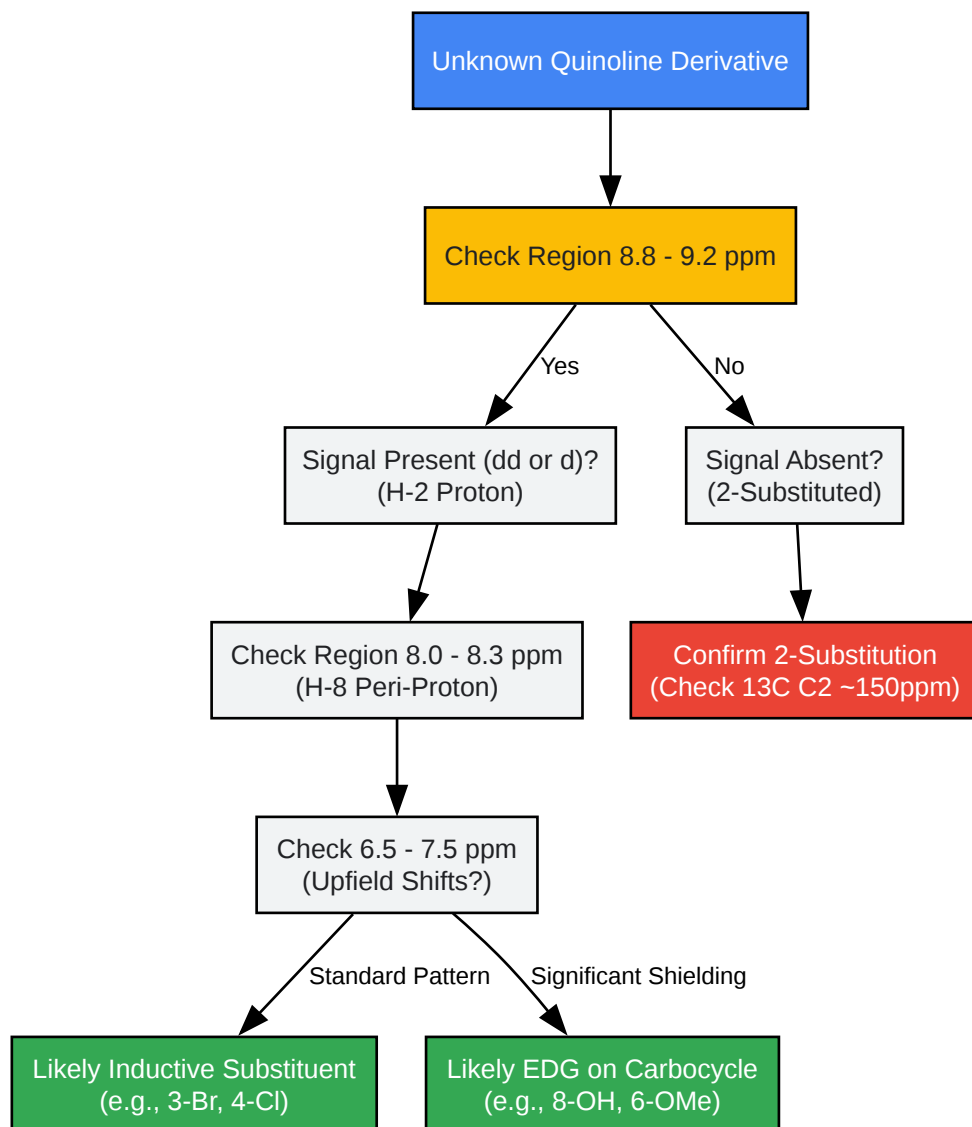 Unknown Quinoline Derivative
Check Region 8.8 - 9.2 ppm
Yes
No
Signal Present (dd or d)?
(H-2 Proton)
Signal Absent?
(2-Substituted)
Check Region 8.0 - 8.3 ppm
(H-8 Peri-Proton)
Confirm 2-Substitution
(Check 13C C2 ~150ppm)
Check 6.5 - 7.5 ppm
(Upfield Shifts?)
Standard Pattern
Significant Shielding
Likely Inductive Substituent
(e.g., 3-Br, 4-Cl)
Likely EDG on Carbocycle
(e.g., 8-OH, 6-OMe)